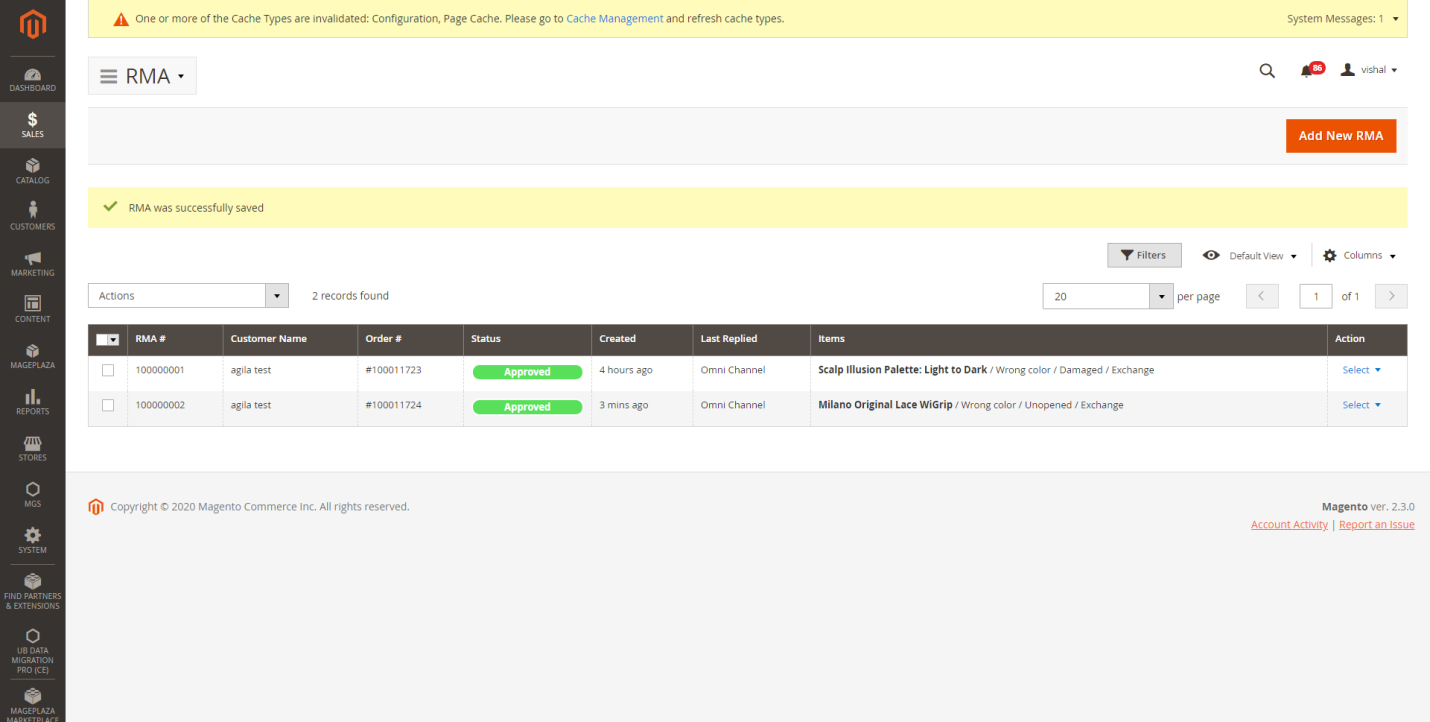 One or more of the Cache Types are invalidated: Configuration, Page Cache. Please go to Cache Management and refresh cache types.
System Messages: 1
RMA
86
vishal
Add New RMA
RMA was successfully saved
Filters
Default View
Columns
Actions
2 records found
20
per page
1
of 1
RMA # Customer Name Order # Status Created Last Replied Items Action
100000001 agila test #100011723 Approved 4 hours ago Omni Channel Scalp Illusion Palette: Light to Dark / Wrong color / Damaged / Exchange Select
100000002 agila test #100011724 Approved 3 mins ago Omni Channel Milano Original Lace WiGrip / Wrong color / Unopened / Exchange Select
Copyright © 2020 Magento Commerce Inc. All rights reserved.
Magento ver. 2.3.0
Account Activity | Report an Issue
DASHBOARD
$
SALES
CATALOG
CUSTOMERS
MARKETING
CONTENT
MAGEPLAZA
REPORTS
STORES
MGS
SYSTEM
FIND PARTNERS
& EXTENSIONS
UB DATA
MIGRATION
PRO (CE)
MAGEPLAZA
MARKETPLACE